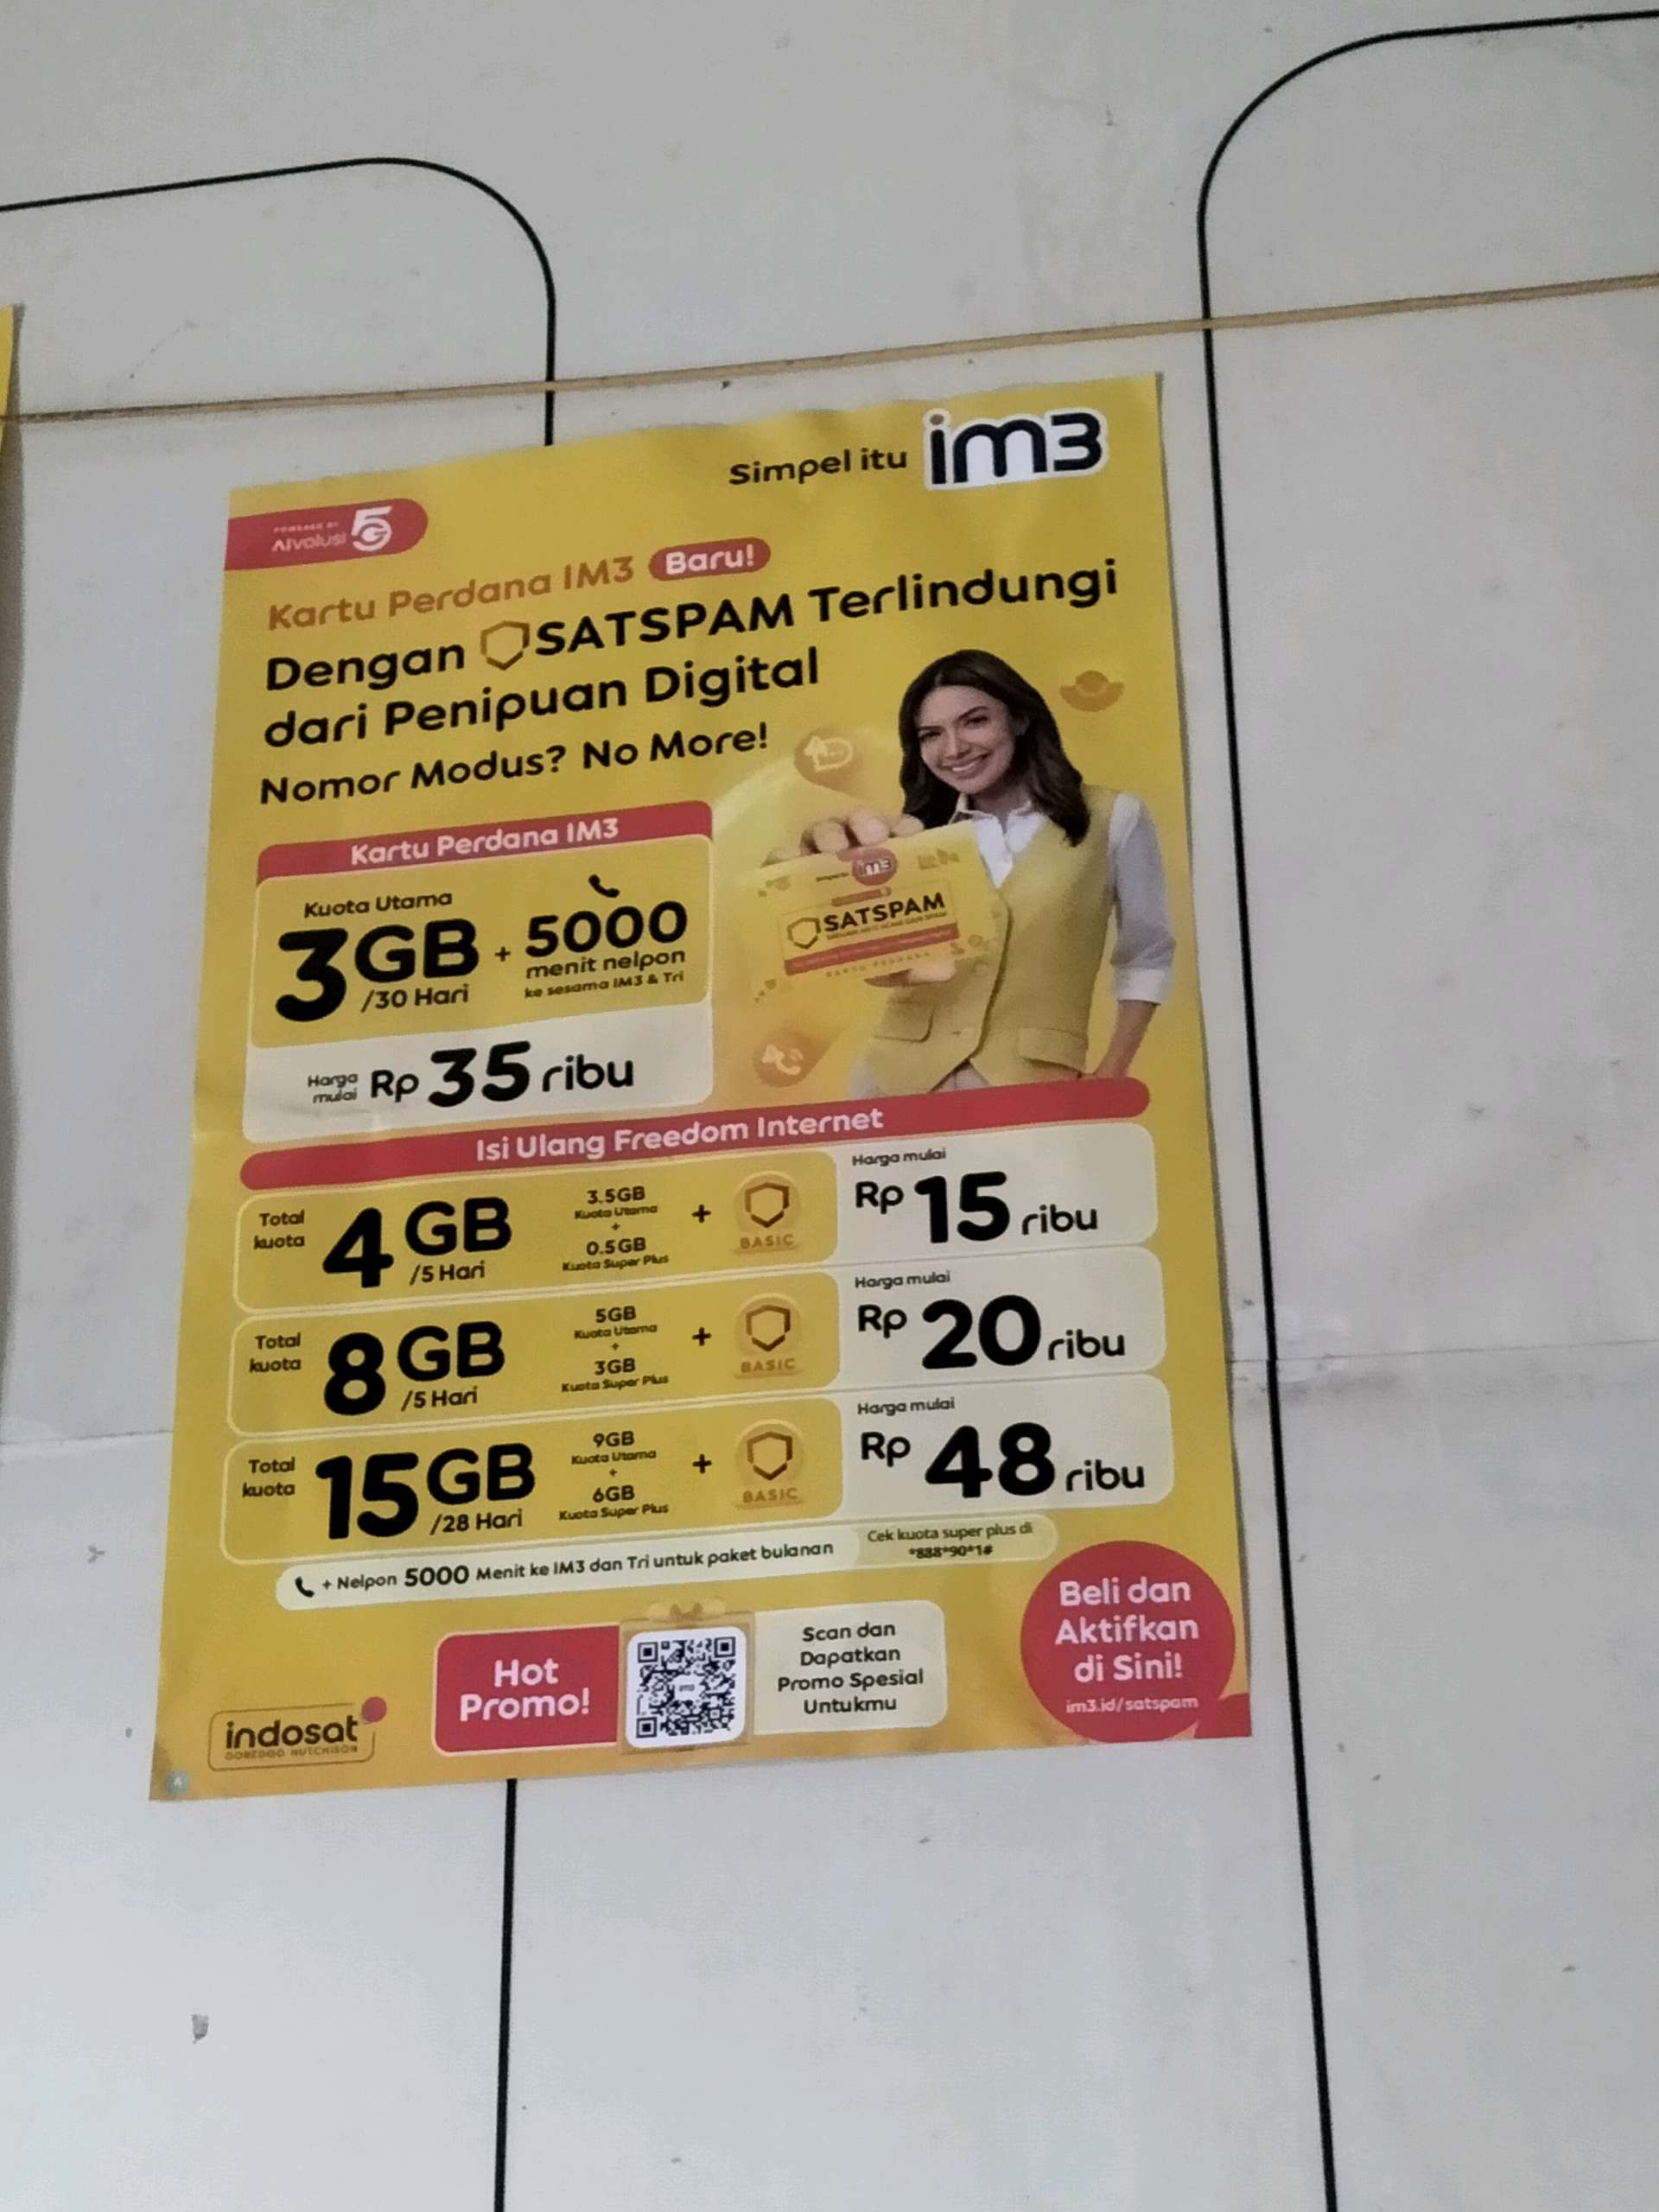 Simpel itu im3
POWERED BY
AIvolusi 5G
Kartu Perdana IM3 Baru!
Dengan SATSPAM Terlindungi
dari Penipuan Digital
Nomor Modus? No More!
Kartu Perdana IM3
Kuota Utama
3GB
/30 Hari
+
5000
menit nelpon
ke sesama IM3 & Tri
Harga mulai Rp 35 ribu
im3
SATSPAM
KARTU PERDANA
Isi Ulang Freedom Internet
Total kuota
4GB
/5 Hari
3.5GB
Kuota Utama
+
0.5GB
Kuota Super Plus
+
BASIC
Harga mulai
Rp 15 ribu
Total kuota
8GB
/5 Hari
5GB
Kuota Utama
+
3GB
Kuota Super Plus
+
BASIC
Harga mulai
Rp 20 ribu
Total kuota
15GB
/28 Hari
9GB
Kuota Utama
+
6GB
Kuota Super Plus
+
BASIC
Harga mulai
Rp 48 ribu
+ Nelpon 5000 Menit ke IM3 dan Tri untuk paket bulanan
Cek kuota super plus di
*888*90*1#
Hot
Promo!
Scan dan
Dapatkan
Promo Spesial
Untukmu
Beli dan
Aktifkan
di Sini!
im3.id/satspam
indosat
OOREDOO HUTCHISON